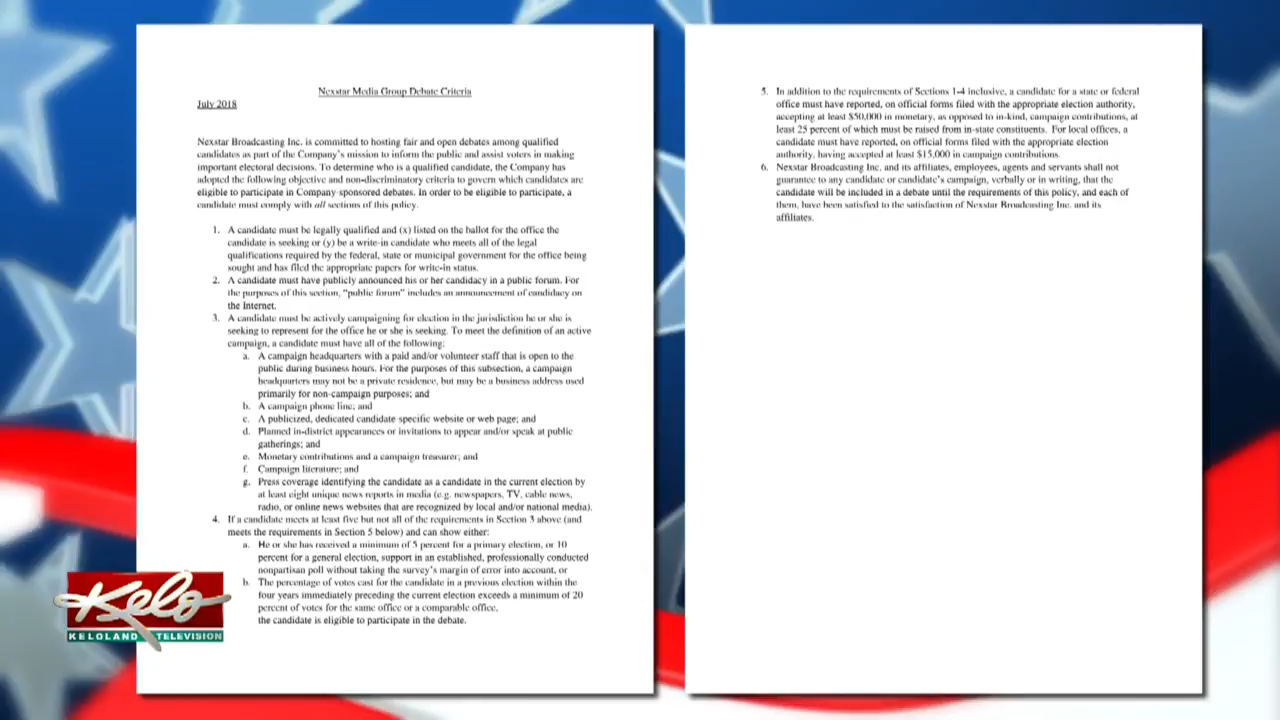 Nexstar Media Group Debate Criteria
July 2018
Nexstar Broadcasting Inc. is committed to hosting fair and open debates among qualified
candidates as part of the Company's mission to inform the public and assist voters in making
important electoral decisions. To determine who is a qualified candidate, the Company has
adopted the following objective and non-discriminatory criteria to govern which candidates are
eligible to participate in Company-sponsored debates. In order to be eligible to participate, a
candidate must comply with all sections of this policy.
1. A candidate must be legally qualified and (x) listed on the ballot for the office the
candidate is seeking or (y) be a write-in candidate who meets all of the legal
qualifications required by the federal, state or municipal government for the office being
sought and has filed the appropriate papers for write-in status.
2. A candidate must have publicly announced his or her candidacy in a public forum. For
the purposes of this section, "public forum" includes an announcement of candidacy on
the Internet.
3. A candidate must be actively campaigning for election in the jurisdiction he or she is
seeking to represent for the office he or she is seeking. To meet the definition of an active
campaign, a candidate must have all of the following:
a. A campaign headquarters with a paid and/or volunteer staff that is open to the
public during business hours. For the purposes of this subsection, a campaign
headquarters may not be a private residence, but may be a business address used
primarily for non-campaign purposes; and
b. A campaign phone line; and
c. A publicized, dedicated candidate specific website or web page; and
d. Planned in-district appearances or invitations to appear and/or speak at public
gatherings; and
e. Monetary contributions and a campaign treasurer; and
f. Campaign literature; and
g. Press coverage identifying the candidate as a candidate in the current election by
at least eight unique news reports in media (e.g. newspapers, TV, cable news,
radio, or online news websites that are recognized by local and/or national media).
4. If a candidate meets at least five but not all of the requirements in Section 3 above (and
meets the requirements in Section 5 below) and can show either:
a. He or she has received a minimum of 5 percent for a primary election, or 10
percent for a general election, support in an established, professionally conducted
nonpartisan poll without taking the survey's margin of error into account, or
b. The percentage of votes cast for the candidate in a previous election within the
four years immediately preceding the current election exceeds a minimum of 20
percent of votes for the same office or a comparable office,
the candidate is eligible to participate in the debate.
5. In addition to the requirements of Sections 1-4 inclusive, a candidate for a state or federal
office must have reported, on official forms filed with the appropriate election authority,
accepting at least $50,000 in monetary, as opposed to in-kind, campaign contributions, at
least 25 percent of which must be raised from in-state constituents. For local offices, a
candidate must have reported, on official forms filed with the appropriate election
authority, having accepted at least $15,000 in campaign contributions.
6. Nexstar Broadcasting Inc. and its affiliates, employees, agents and servants shall not
guarantee to any candidate or candidate's campaign, verbally or in writing, that the
candidate will be included in a debate until the requirements of this policy, and each of
them, have been satisfied to the satisfaction of Nexstar Broadcasting Inc. and its
affiliates.
Kelo
KELOLAND TELEVISION